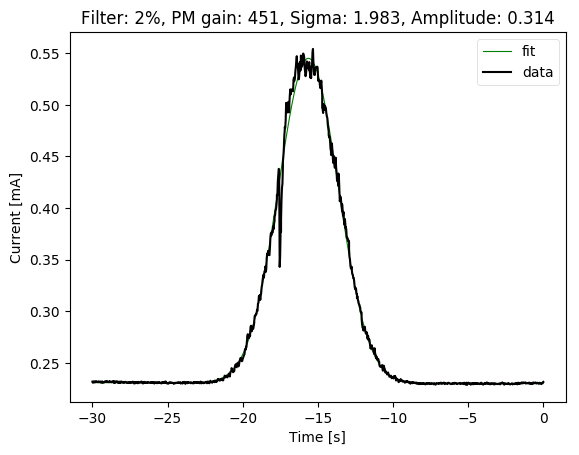 Filter: 2%, PM gain: 451, Sigma: 1.983, Amplitude: 0.314
fit
data
0.55
0.50
0.45
0.40
0.35
0.30
0.25
Current [mA]
−30
−25
−20
−15
−10
−5
0
Time [s]